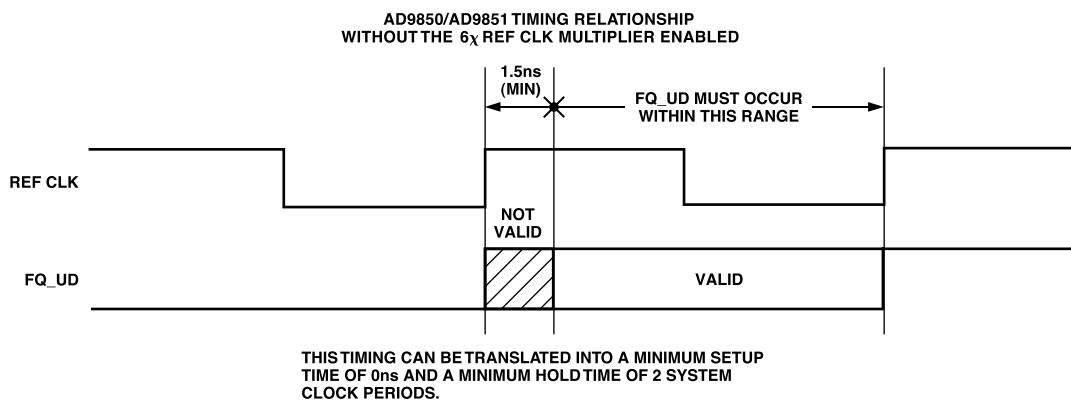 AD9850/AD9851 TIMING RELATIONSHIP
WITHOUT THE 6χ REF CLK MULTIPLIER ENABLED
1.5ns
(MIN)
FQ_UD MUST OCCUR
WITHIN THIS RANGE
REF CLK
NOT
VALID
FQ_UD
VALID
THIS TIMING CAN BE TRANSLATED INTO A MINIMUM SETUP
TIME OF 0ns AND A MINIMUM HOLD TIME OF 2 SYSTEM
CLOCK PERIODS.